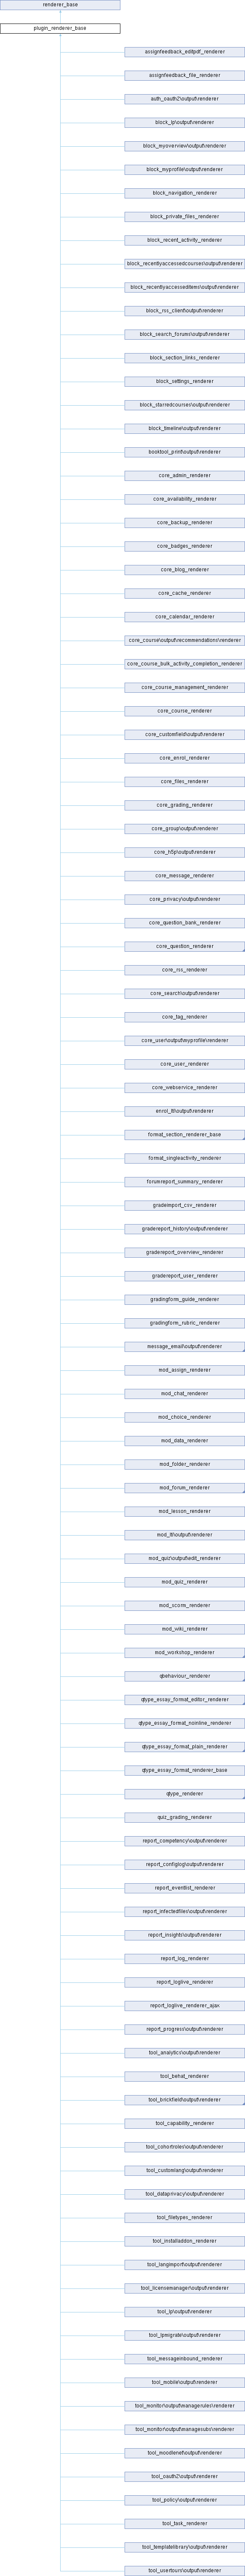 renderer_base
plugin_renderer_base
assignfeedback_editpdf_renderer
assignfeedback_file_renderer
auth_oauth2\output\renderer
block_lp\output\renderer
block_myoverview\output\renderer
block_myprofile\output\renderer
block_navigation_renderer
block_private_files_renderer
block_recent_activity_renderer
block_recentlyaccessedcourses\output\renderer
block_recentlyaccesseditems\output\renderer
block_rss_client\output\renderer
block_search_forums\output\renderer
block_section_links_renderer
block_settings_renderer
block_starredcourses\output\renderer
block_timeline\output\renderer
booktool_print\output\renderer
core_admin_renderer
core_availability_renderer
core_backup_renderer
core_badges_renderer
core_blog_renderer
core_cache_renderer
core_calendar_renderer
core_course\output\recommendations\renderer
core_course_bulk_activity_completion_renderer
core_course_management_renderer
core_course_renderer
core_customfield\output\renderer
core_enrol_renderer
core_files_renderer
core_grading_renderer
core_group\output\renderer
core_h5p\output\renderer
core_message_renderer
core_privacy\output\renderer
core_question_bank_renderer
core_question_renderer
core_rss_renderer
core_search\output\renderer
core_tag_renderer
core_user\output\myprofile\renderer
core_user_renderer
core_webservice_renderer
enrol_lti\output\renderer
format_section_renderer_base
format_singleactivity_renderer
forumreport_summary_renderer
gradeimport_csv_renderer
gradereport_history\output\renderer
gradereport_overview_renderer
gradereport_user_renderer
gradingform_guide_renderer
gradingform_rubric_renderer
message_email\output\renderer
mod_assign_renderer
mod_chat_renderer
mod_choice_renderer
mod_data_renderer
mod_folder_renderer
mod_forum_renderer
mod_lesson_renderer
mod_lti\output\renderer
mod_quiz\output\edit_renderer
mod_quiz_renderer
mod_scorm_renderer
mod_wiki_renderer
mod_workshop_renderer
qbehaviour_renderer
qtype_essay_format_editor_renderer
qtype_essay_format_noinline_renderer
qtype_essay_format_plain_renderer
qtype_essay_format_renderer_base
qtype_renderer
quiz_grading_renderer
report_competency\output\renderer
report_configlog\output\renderer
report_eventlist_renderer
report_infectedfiles\output\renderer
report_insights\output\renderer
report_log_renderer
report_loglive_renderer
report_loglive_renderer_ajax
report_progress\output\renderer
tool_analytics\output\renderer
tool_behat_renderer
tool_brickfield\output\renderer
tool_capability_renderer
tool_cohortroles\output\renderer
tool_customlang\output\renderer
tool_dataprivacy\output\renderer
tool_filetypes_renderer
tool_installaddon_renderer
tool_langimport\output\renderer
tool_licensemanager\output\renderer
tool_lp\output\renderer
tool_lpmigrate\output\renderer
tool_messageinbound_renderer
tool_mobile\output\renderer
tool_monitor\output\managerules\renderer
tool_monitor\output\managesubs\renderer
tool_moodlenet\output\renderer
tool_oauth2\output\renderer
tool_policy\output\renderer
tool_task_renderer
tool_templatelibrary\output\renderer
tool_usertours\output\renderer